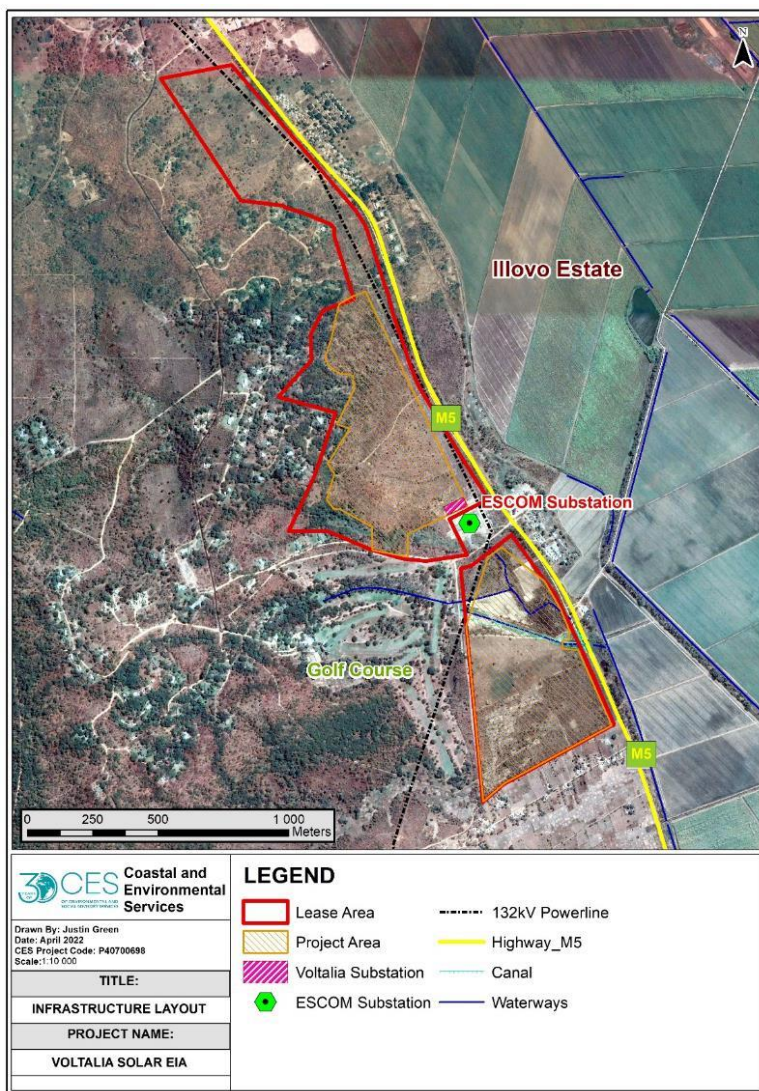 N
Illovo Estate
M5
ESCOM Substation
Golf Course
M5
0 250 500 1 000
Meters
30 CES
Coastal and
Environmental
Services
Drawn By: Justin Green
Date: April 2022
CES Project Code: P40700698
Scale:1:10 000
TITLE:
INFRASTRUCTURE LAYOUT
PROJECT NAME:
VOLTALIA SOLAR EIA
LEGEND
Lease Area
Project Area
Voltalia Substation
ESCOM Substation
132kV Powerline
Highway_M5
Canal
Waterways